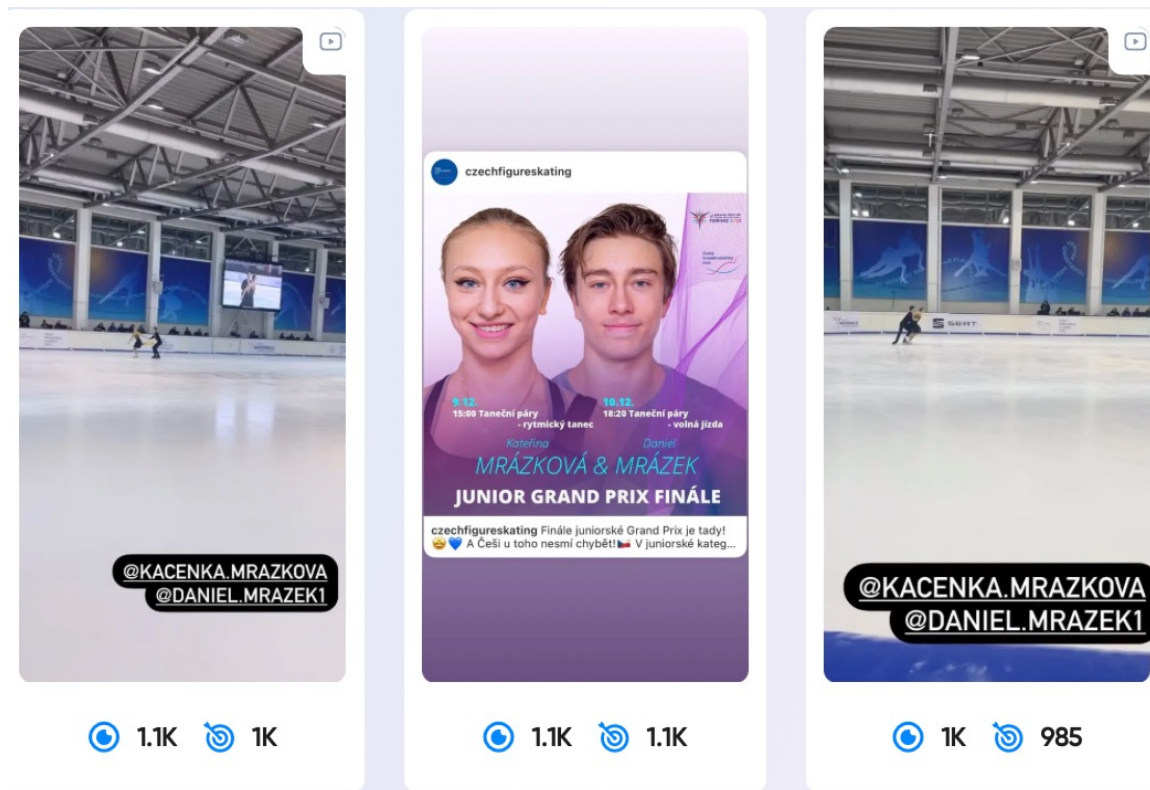 @KACENKA.MRAZKOVA
@DANIEL.MRAZEK1
1.1K 1K
czechfigureskating
TORINO 2022
9.12.
15:00 Taneční páry
- rytmický tanec
10.12.
18:20 Taneční páry
- volná jízda
Kateřina Daniel
MRÁZKOVÁ & MRÁZEK
JUNIOR GRAND PRIX FINÁLE
czechfigureskating Finále juniorské Grand Prix je tady!
🤩💙 A Češi u toho nesmí chybět!🇨🇿 V juniorské kateg...
1.1K 1.1K
SEAT
@KACENKA.MRAZKOVA
@DANIEL.MRAZEK1
1K 985